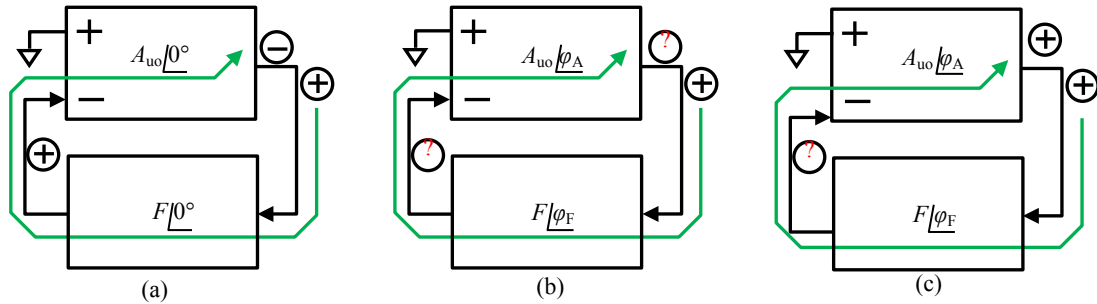 + − + A_uo/0° − + + F/0°
+ ? A_uo/φ_A − + ? F/φ_F
+ + A_uo/φ_A − + ? F/φ_F
(a) (b) (c)